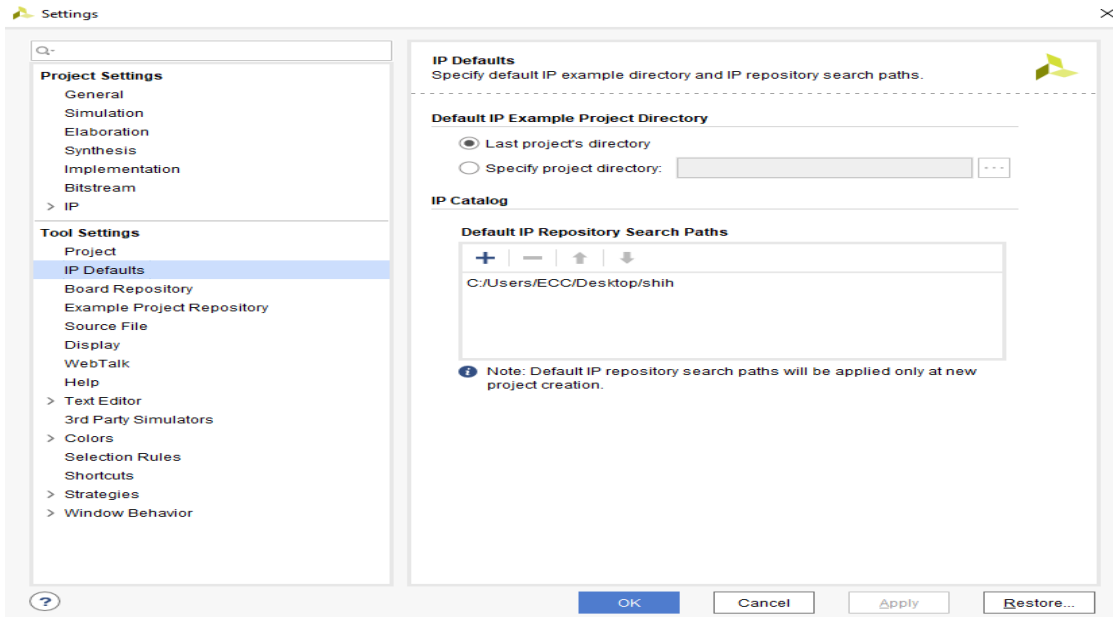 Settings
Q-
Project Settings
General
Simulation
Elaboration
Synthesis
Implementation
Bitstream
> IP
Tool Settings
Project
IP Defaults
Board Repository
Example Project Repository
Source File
Display
WebTalk
Help
> Text Editor
3rd Party Simulators
> Colors
Selection Rules
Shortcuts
> Strategies
> Window Behavior
IP Defaults
Specify default IP example directory and IP repository search paths.
Default IP Example Project Directory
Last project's directory
Specify project directory:
...
IP Catalog
Default IP Repository Search Paths
C:/Users/ECC/Desktop/shih
Note: Default IP repository search paths will be applied only at new
project creation.
?
OK
Cancel
Apply
Restore...